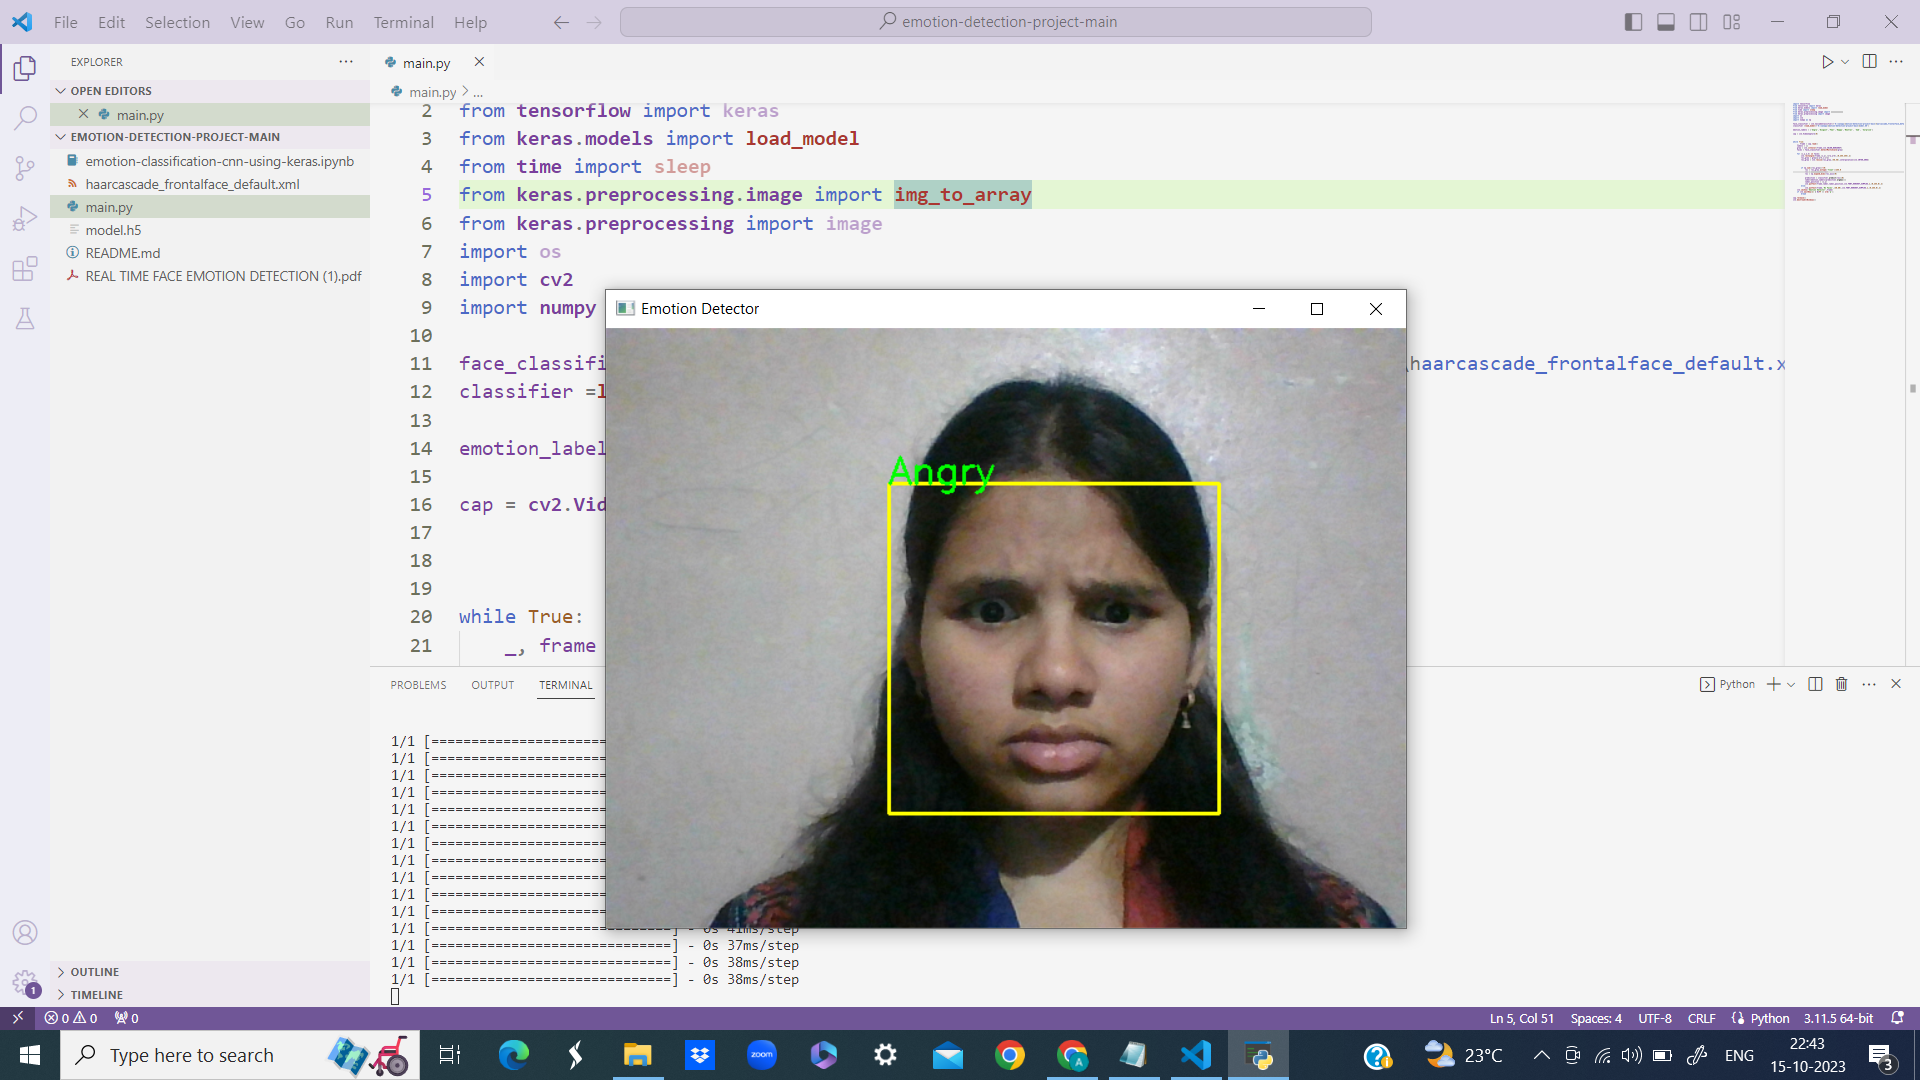 File Edit Selection View Go Run Terminal Help
emotion-detection-project-main
EXPLORER
OPEN EDITORS
main.py
EMOTION-DETECTION-PROJECT-MAIN
emotion-classification-cnn-using-keras.ipynb
haarcascade_frontalface_default.xml
main.py
model.h5
README.md
REAL TIME FACE EMOTION DETECTION (1).pdf
OUTLINE
TIMELINE
main.py
main.py > ...
2 from tensorflow import keras
3 from keras.models import load_model
4 from time import sleep
5 from keras.preprocessing.image import img_to_array
6 from keras.preprocessing import image
7 import os
8 import cv2
9 import numpy
10
11 face_classifi \haarcascade_frontalface_default.x
12 classifier =l
13
14 emotion_label
15
16 cap = cv2.Vid
17
18
19
20 while True:
21 _, frame
Emotion Detector
Angry
PROBLEMS OUTPUT TERMINAL
Python
1/1 [======================
1/1 [======================
1/1 [======================
1/1 [======================
1/1 [======================
1/1 [======================
1/1 [======================
1/1 [======================
1/1 [======================
1/1 [======================
1/1 [======================
1/1 [==============================] - 0s 41ms/step
1/1 [==============================] - 0s 37ms/step
1/1 [==============================] - 0s 38ms/step
1/1 [==============================] - 0s 38ms/step
1
0 0 0 Ln 5, Col 51 Spaces: 4 UTF-8 CRLF Python 3.11.5 64-bit
Type here to search
zoom
A
23°C
ENG
22:43
15-10-2023
3